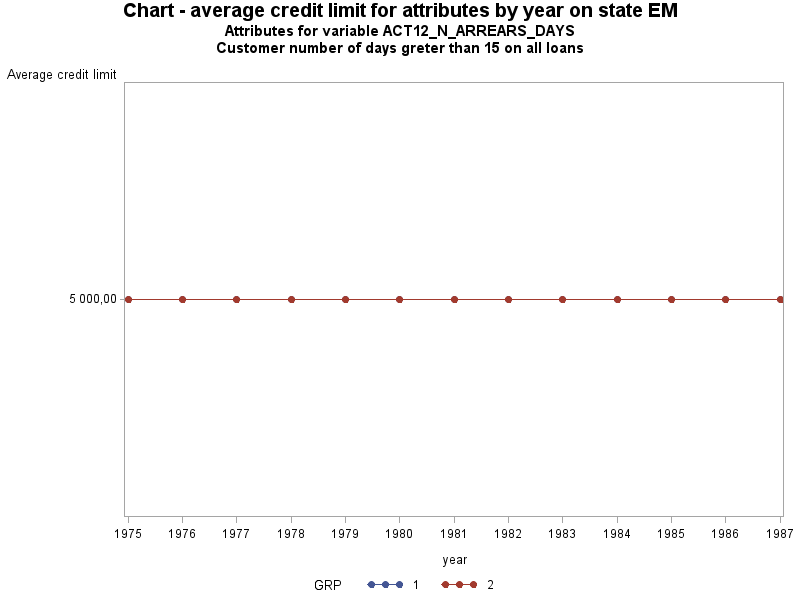 Chart - average credit limit for attributes by year on state EM
Attributes for variable ACT12_N_ARREARS_DAYS
Customer number of days greter than 15 on all loans
Average credit limit
5 000,00
1975 1976 1977 1978 1979 1980 1981 1982 1983 1984 1985 1986 1987
year
GRP 1 2